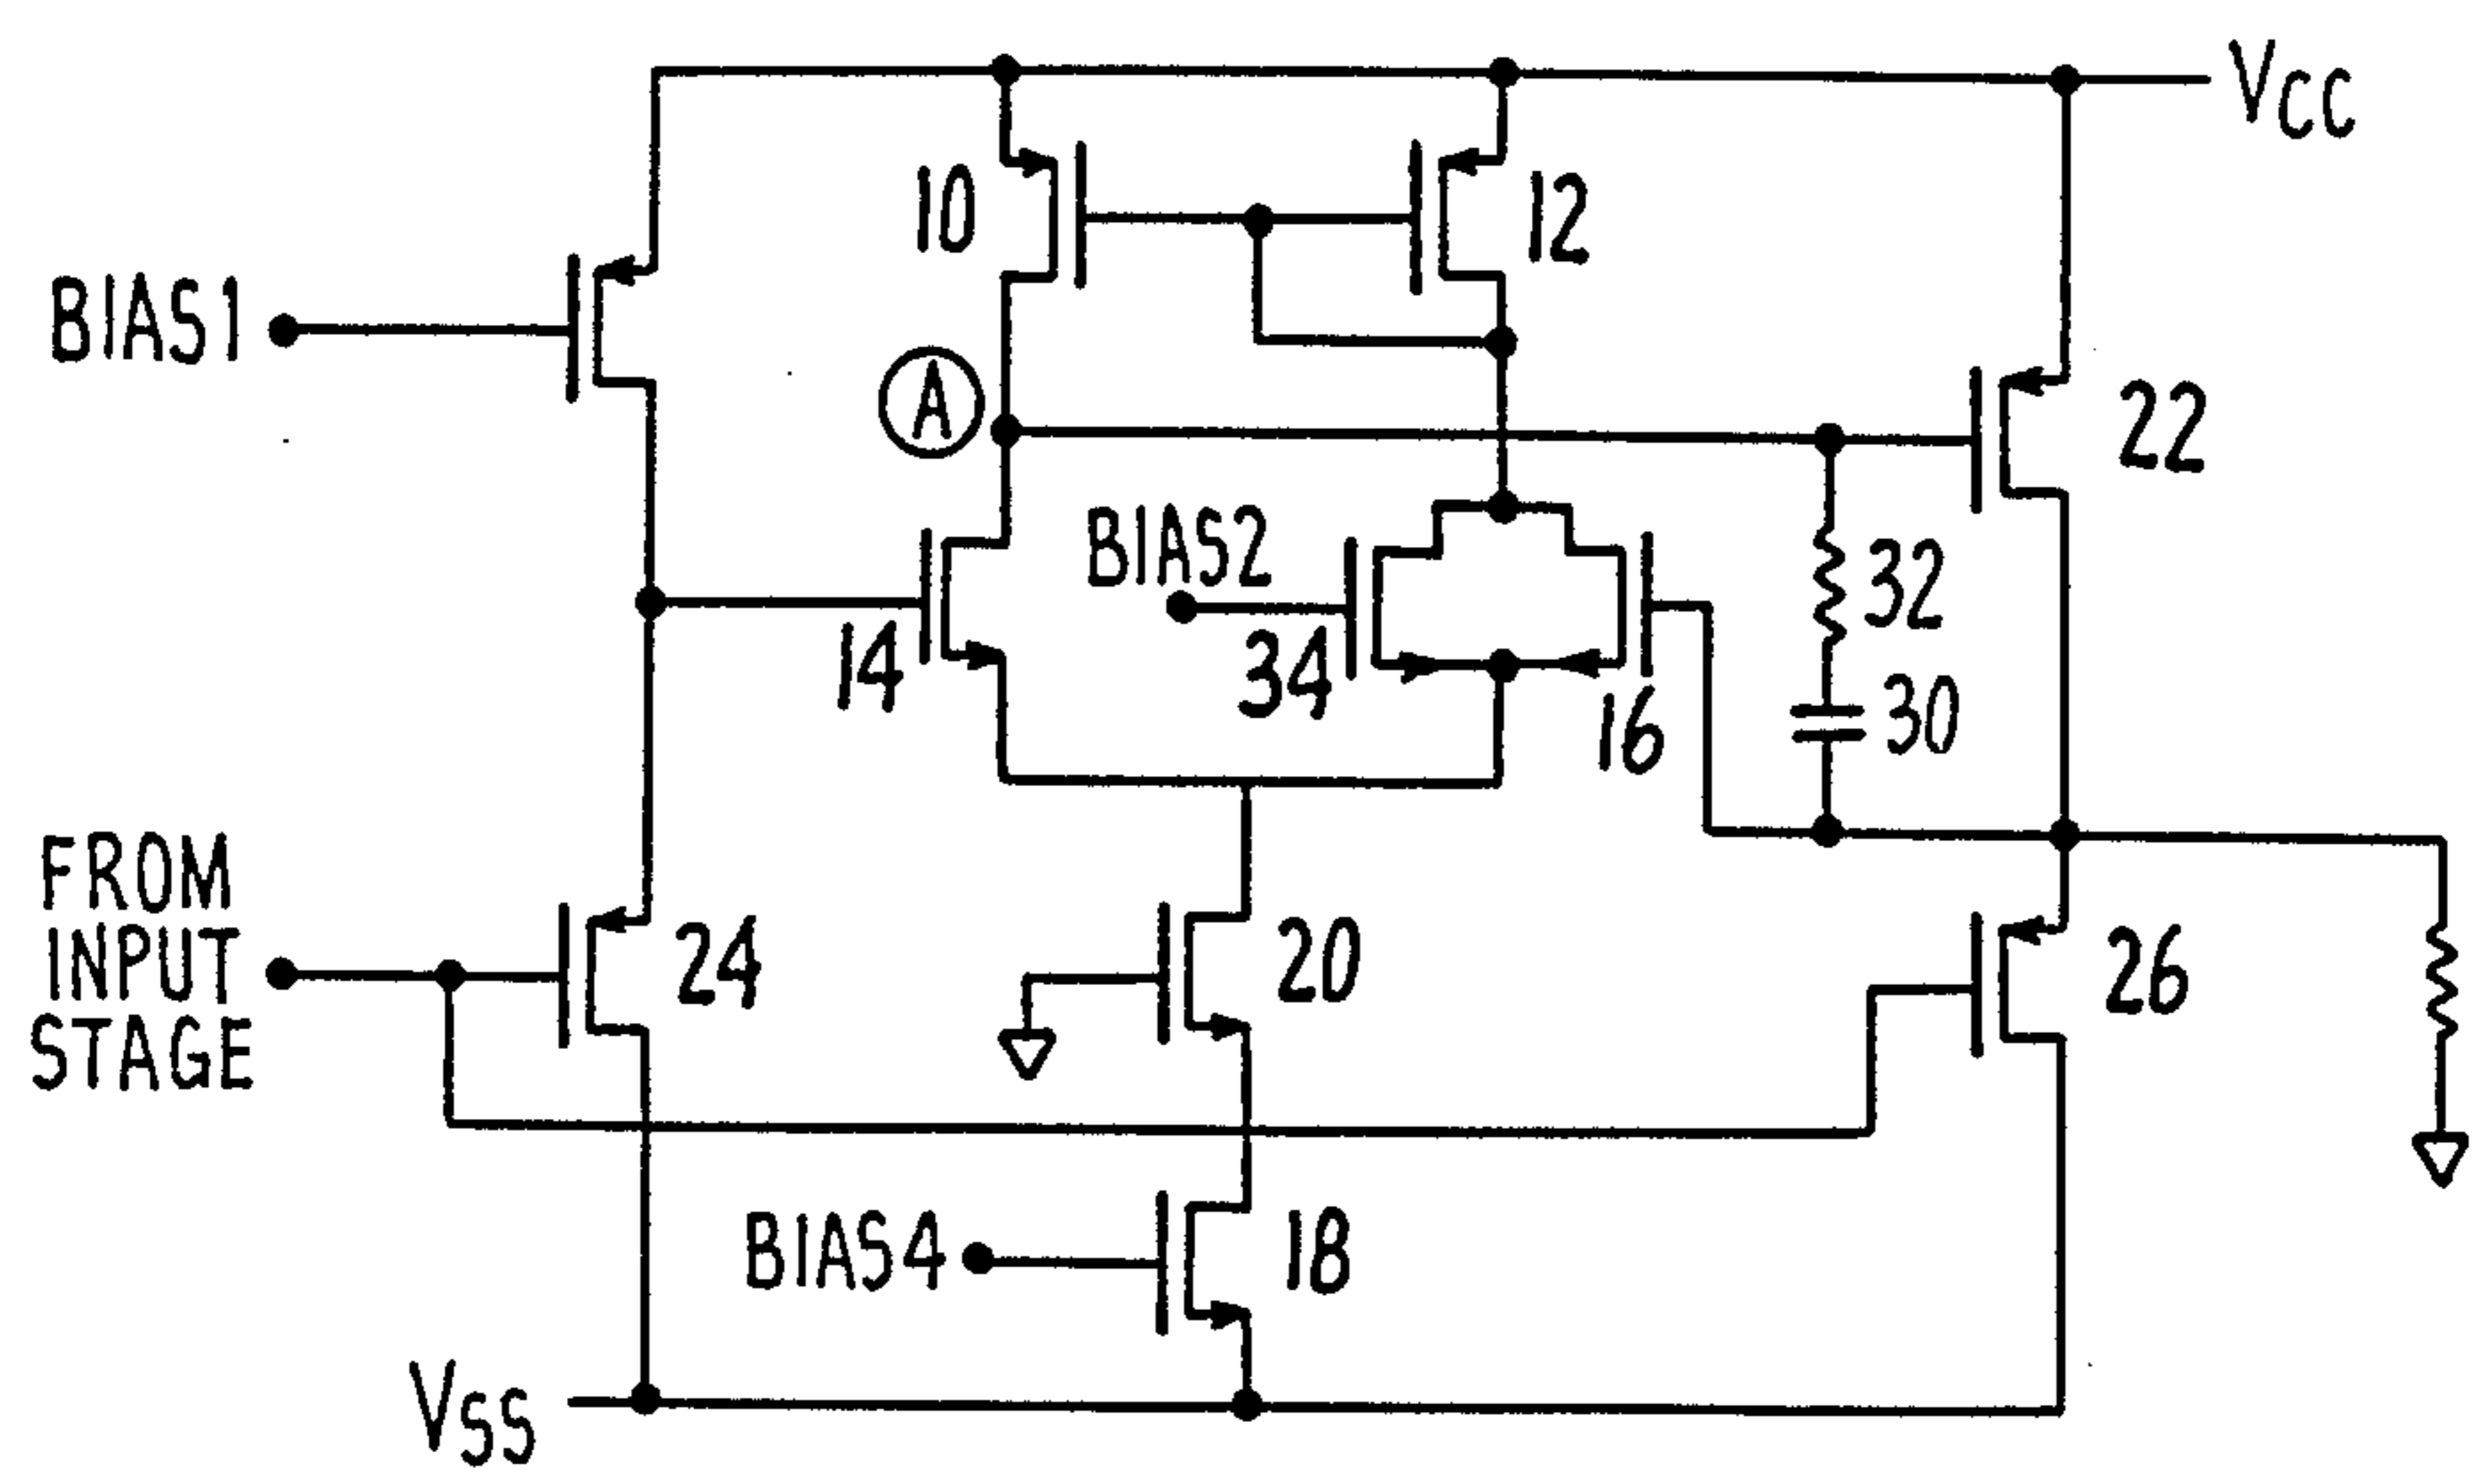 VCC
10
12
BIAS1
A
22
BIAS2
32
14
34
16
30
FROM
INPUT
STAGE
24
20
26
BIAS4
18
VSS